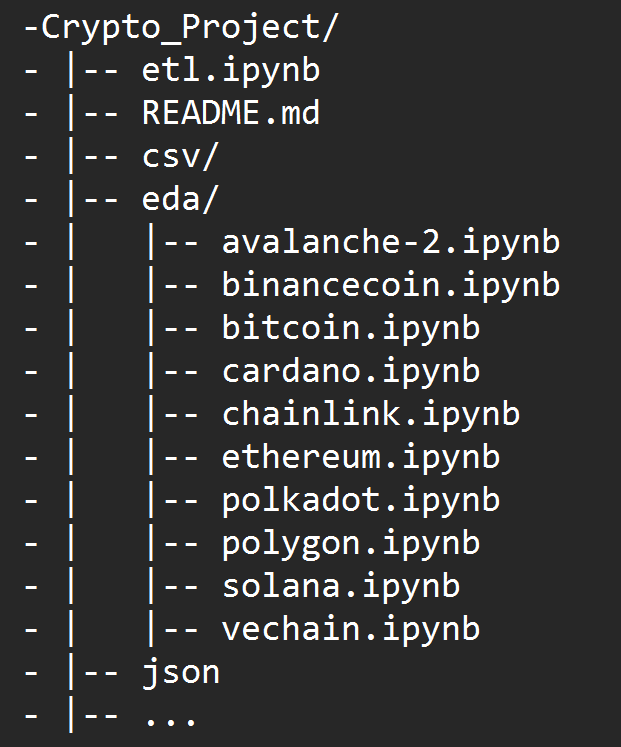 -Crypto_Project/
- |-- etl.ipynb
- |-- README.md
- |-- csv/
- |-- eda/
- |   |-- avalanche-2.ipynb
- |   |-- binancecoin.ipynb
- |   |-- bitcoin.ipynb
- |   |-- cardano.ipynb
- |   |-- chainlink.ipynb
- |   |-- ethereum.ipynb
- |   |-- polkadot.ipynb
- |   |-- polygon.ipynb
- |   |-- solana.ipynb
- |   |-- vechain.ipynb
- |-- json
- |-- ...